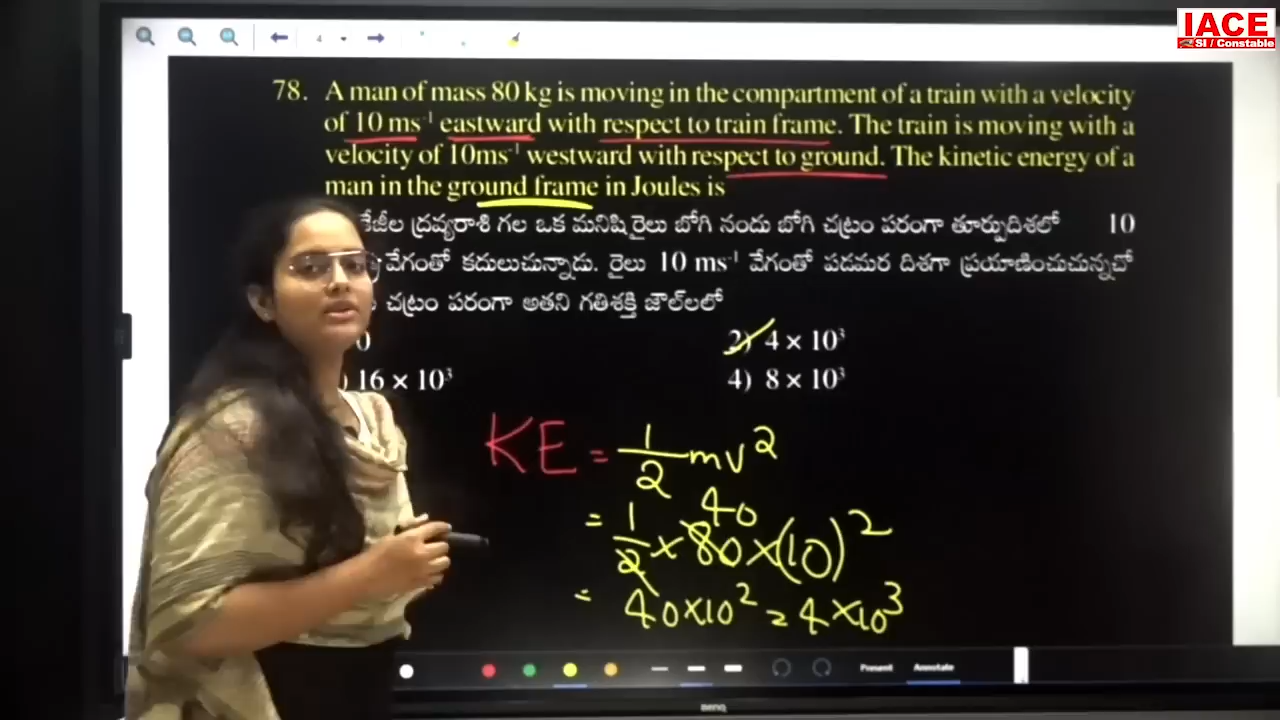 IACE
SI / Constable
4
78. A man of mass 80 kg is moving in the compartment of a train with a velocity
of 10 ms⁻¹ eastward with respect to train frame. The train is moving with a
velocity of 10ms⁻¹ westward with respect to ground. The kinetic energy of a
man in the ground frame in Joules is
కేజీల ద్రవ్యరాశి గల ఒక మనిషి రైలు బోగి నందు బోగి చట్రం పరంగా తూర్పుదిశలో 10
వేగంతో కదులుచున్నాడు. రైలు 10 ms⁻¹ వేగంతో పడమర దిశగా ప్రయాణించుచున్నచో
చట్రం పరంగా అతని గతిశక్తి జౌల్‌లలో
0 2) 4 × 10³
) 16 × 10³ 4) 8 × 10³
KE = 1/2 mv²
= 1/2 × 80 × (10)²
40
= 40×10² = 4×10³
Present Annotate
BenQ